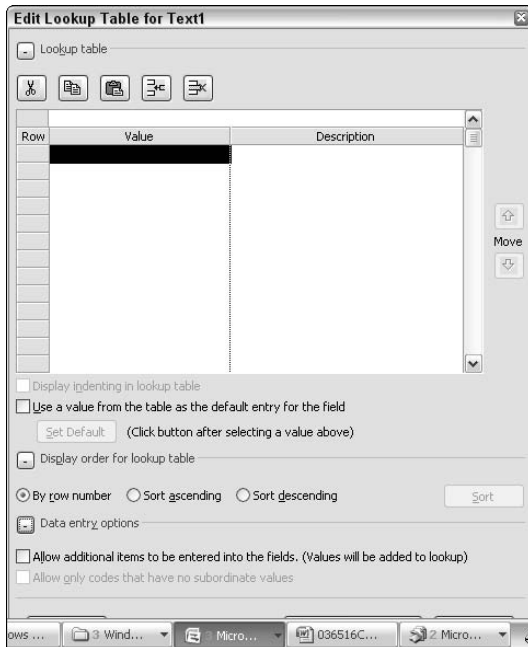 Edit Lookup Table for Text1
Lookup table
Row Value Description
Move
Display indenting in lookup table
Use a value from the table as the default entry for the field
Set Default (Click button after selecting a value above)
Display order for lookup table
By row number Sort ascending Sort descending Sort
Data entry options
Allow additional items to be entered into the fields. (Values will be added to lookup)
Allow only codes that have no subordinate values
ows ... 3 Wind... 3 Micro... 036516C... 2 Micro...